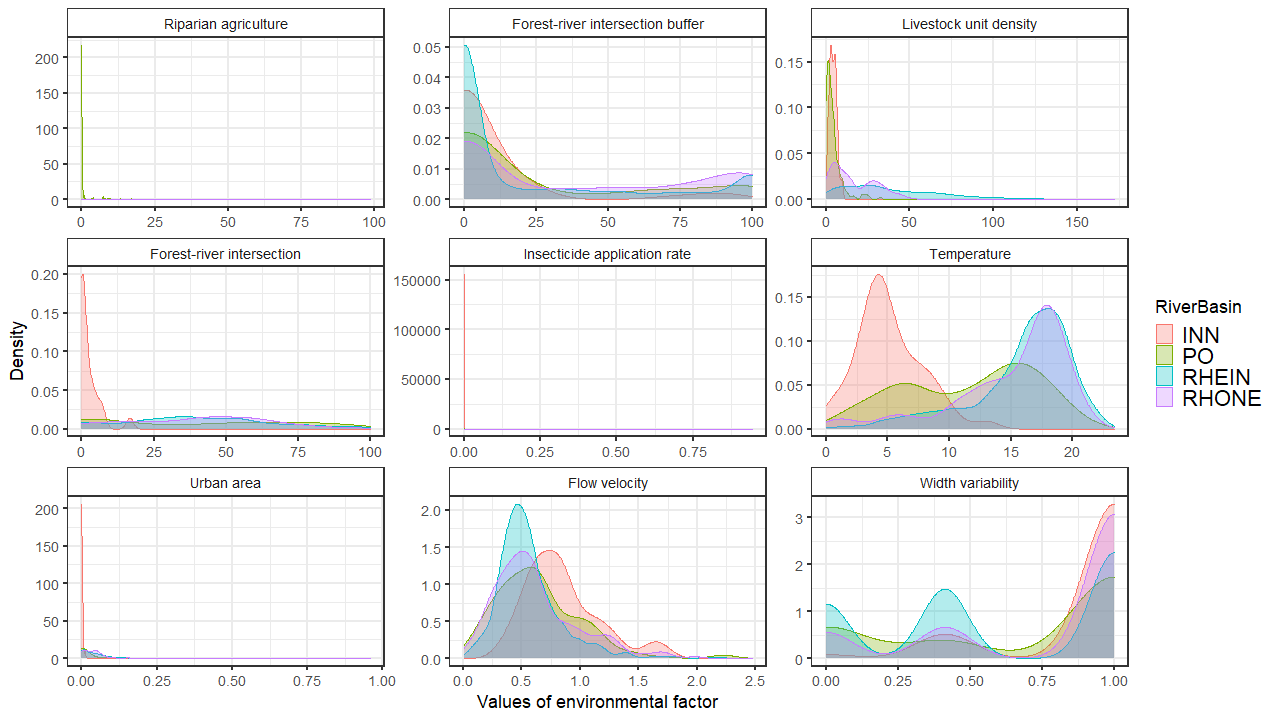 Riparian agriculture
Forest-river intersection buffer
Livestock unit density
200
150
100
50
0
0 25 50 75 100
0.05
0.04
0.03
0.02
0.01
0.00
0 25 50 75 100
0.15
0.10
0.05
0.00
0 50 100 150
Forest-river intersection
Insecticide application rate
Temperature
0.20
0.15
0.10
0.05
0.00
0 25 50 75 100
150000
100000
50000
0
0.00 0.25 0.50 0.75
0.15
0.10
0.05
0.00
0 5 10 15 20
Urban area
Flow velocity
Width variability
200
150
100
50
0
0.00 0.25 0.50 0.75 1.00
2.0
1.5
1.0
0.5
0.0
0.0 0.5 1.0 1.5 2.0 2.5
3
2
1
0
0.00 0.25 0.50 0.75 1.00
Density
Values of environmental factor
RiverBasin
INN
PO
RHEIN
RHONE